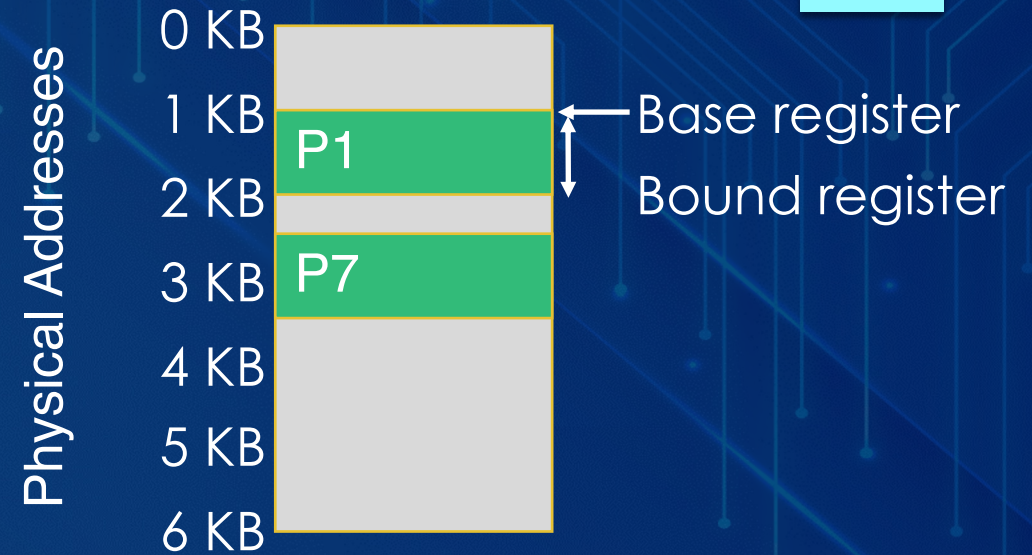 Physical Addresses
0 KB
1 KB
P1
Base register
2 KB
Bound register
3 KB
P7
4 KB
5 KB
6 KB